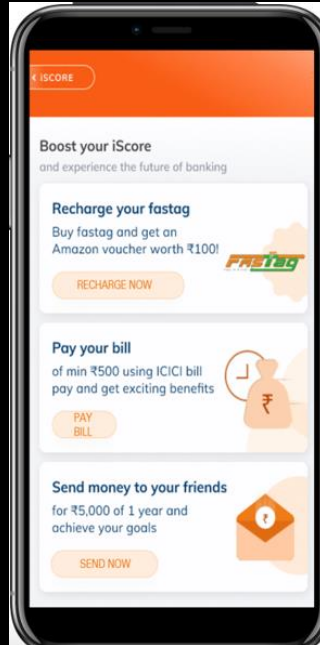 < iSCORE
Boost your iScore
and experience the future of banking
Recharge your fastag
Buy fastag and get an
Amazon voucher worth ₹100!
FASTag
RECHARGE NOW
Pay your bill
of min ₹500 using ICICI bill
pay and get exciting benefits
₹
PAY
BILL
Send money to your friends
for ₹5,000 of 1 year and
achieve your goals
₹
SEND NOW